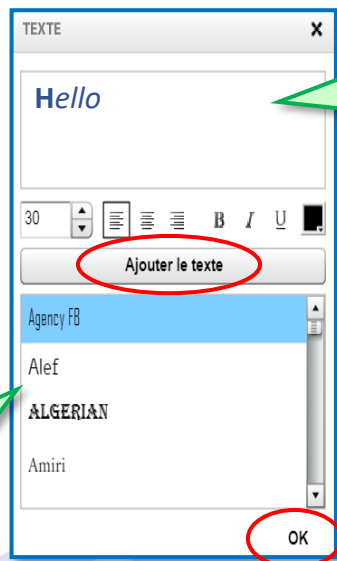 TEXTE x
Hello
30 B I U
Ajouter le texte
Agency FB
Alef
ALGERIAN
Amiri
OK